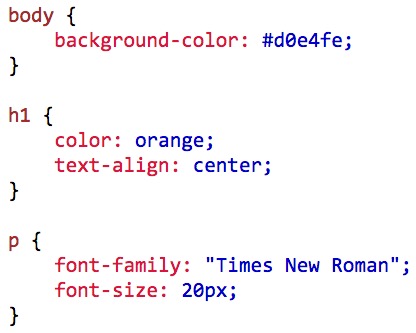 body {
    background-color: #d0e4fe;
}

h1 {
    color: orange;
    text-align: center;
}

p {
    font-family: "Times New Roman";
    font-size: 20px;
}